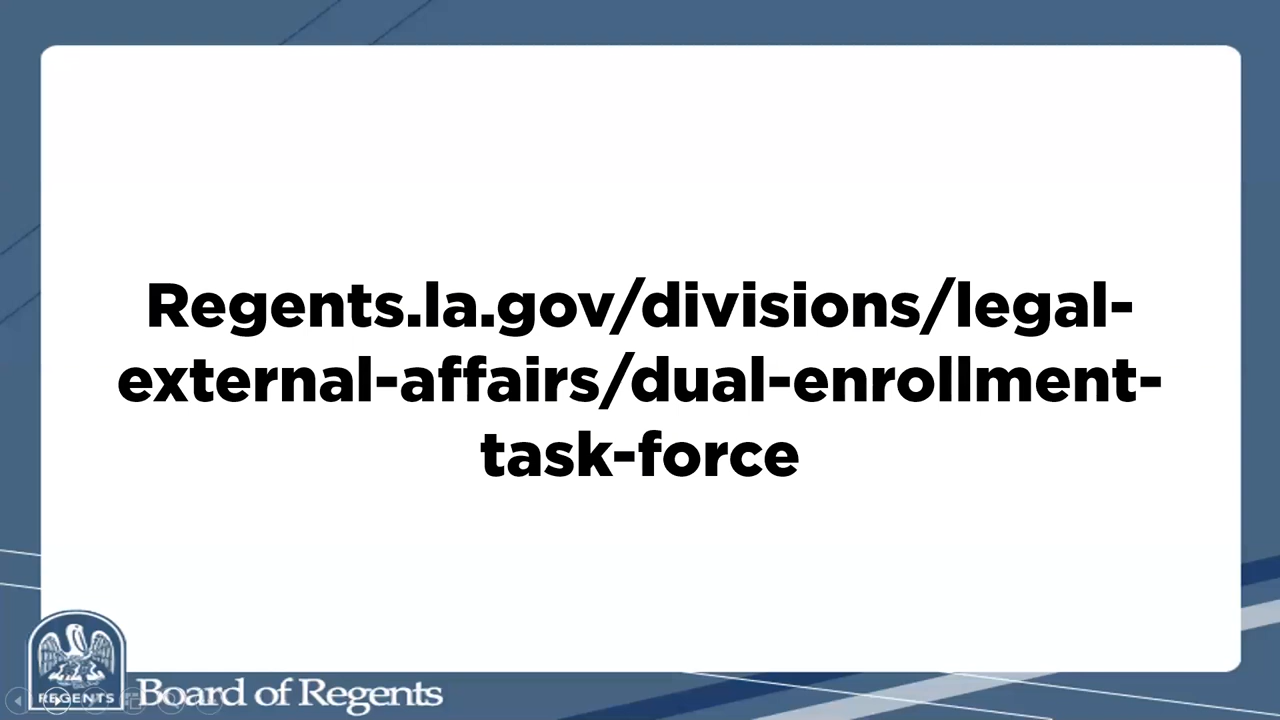 Regents.la.gov/divisions/legal-
external-affairs/dual-enrollment-
task-force
REGENTS
Board of Regents